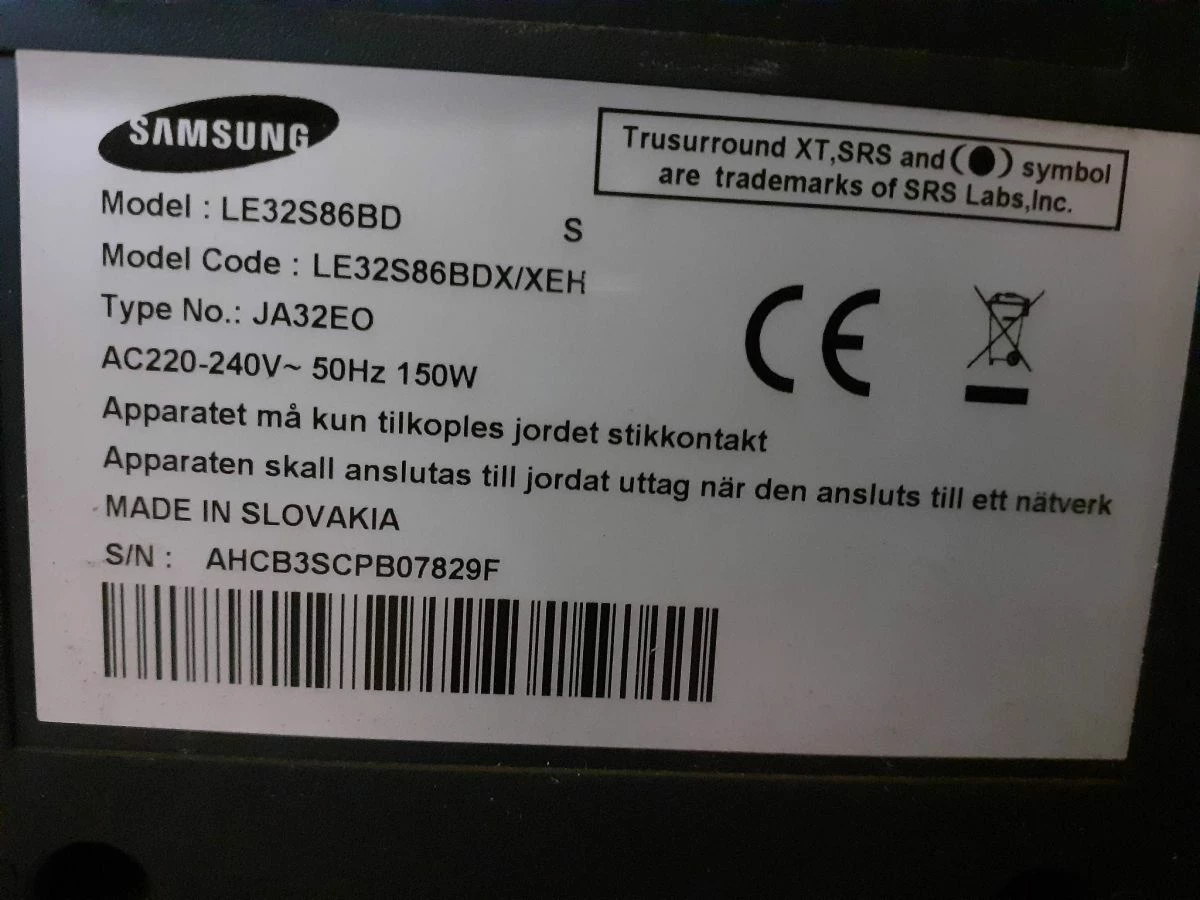 SAMSUNG
Trusurround XT,SRS and (●) symbol
are trademarks of SRS Labs,Inc.
Model : LE32S86BD
S
Model Code : LE32S86BDX/XEH
Type No.: JA32EO
AC220-240V~ 50Hz 150W
CE
Apparatet må kun tilkoples jordet stikkontakt
Apparaten skall anslutas till jordat uttag när den ansluts till ett nätverk
MADE IN SLOVAKIA
S/N : AHCB3SCPB07829F